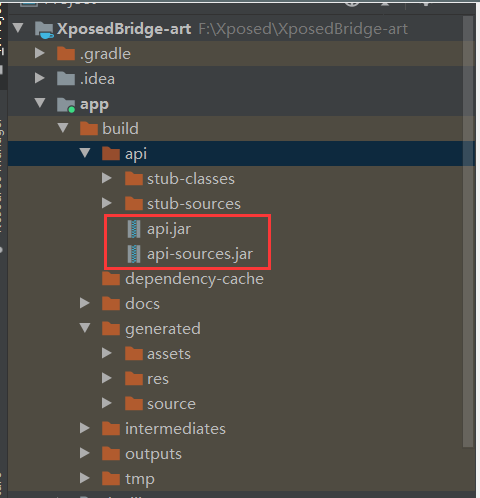 XposedBridge-art F:\Xposed\XposedBridge-art
.gradle
.idea
app
build
api
stub-classes
stub-sources
api.jar
api-sources.jar
dependency-cache
docs
generated
assets
res
source
intermediates
outputs
tmp